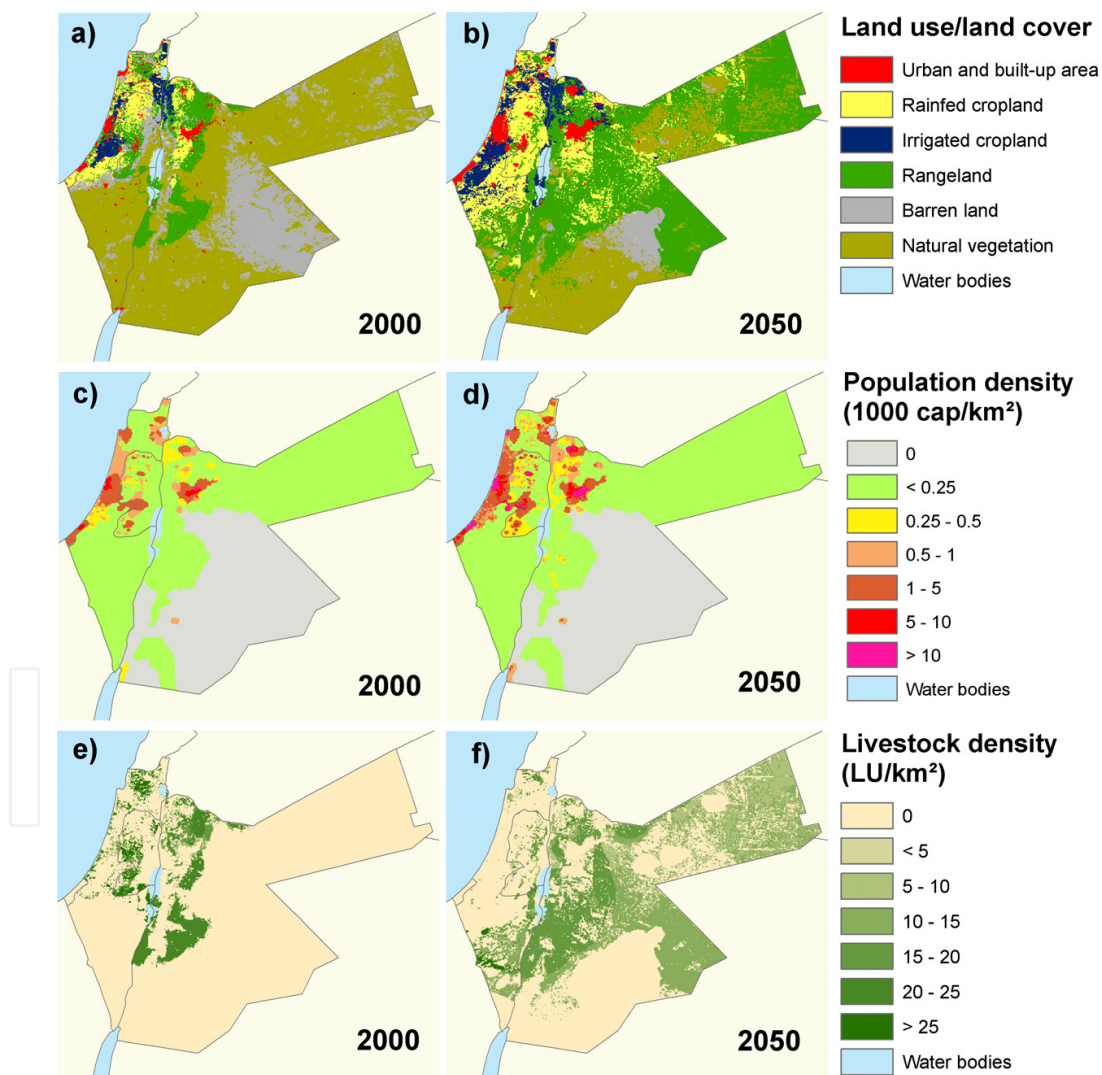 a)
2000
b)
2050
Land use/land cover
Urban and built-up area
Rainfed cropland
Irrigated cropland
Rangeland
Barren land
Natural vegetation
Water bodies
c)
2000
d)
2050
Population density
(1000 cap/km²)
0
< 0.25
0.25 - 0.5
0.5 - 1
1 - 5
5 - 10
> 10
Water bodies
e)
2000
f)
2050
Livestock density
(LU/km²)
0
< 5
5 - 10
10 - 15
15 - 20
20 - 25
> 25
Water bodies